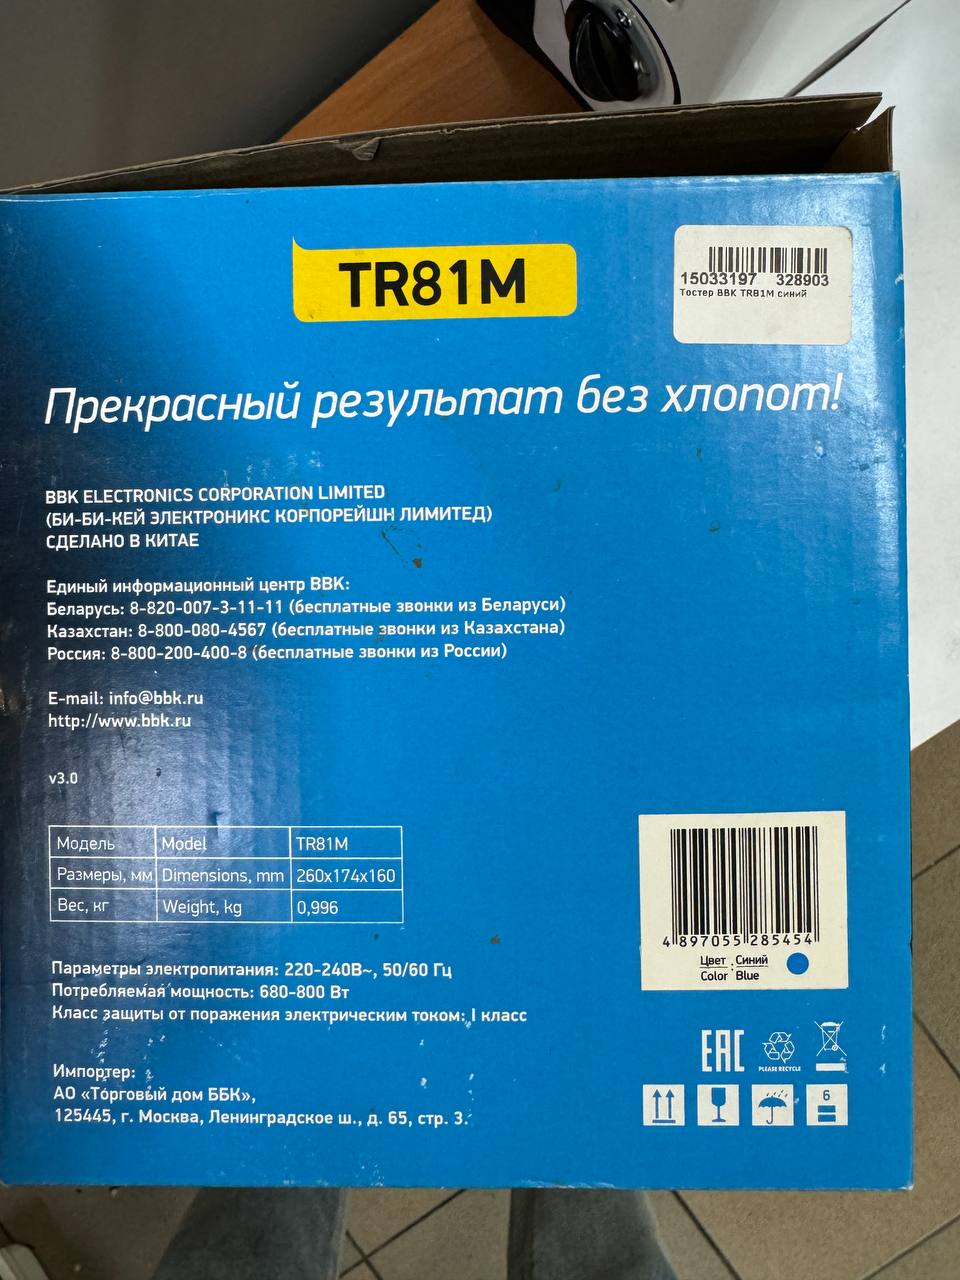 TR81M
15033197 328903
Тостер BBK TR81M синий
Прекрасный результат без хлопот!
BBK ELECTRONICS CORPORATION LIMITED
(БИ-БИ-КЕЙ ЭЛЕКТРОНИКС КОРПОРЕЙШН ЛИМИТЕД)
СДЕЛАНО В КИТАЕ
Единый информационный центр BBK:
Беларусь: 8-820-007-3-11-11 (бесплатные звонки из Беларуси)
Казахстан: 8-800-080-4567 (бесплатные звонки из Казахстана)
Россия: 8-800-200-400-8 (бесплатные звонки из России)
E-mail: info@bbk.ru
http://www.bbk.ru
v3.0
Модель Model TR81M
Размеры, мм Dimensions, mm 260x174x160
Вес, кг Weight, kg 0,996
4 897055 285454
Цвет : Синий
Color : Blue
Параметры электропитания: 220-240В~, 50/60 Гц
Потребляемая мощность: 680-800 Вт
Класс защиты от поражения электрическим током: I класс
EAC
PLEASE RECYCLE
6
Импортер:
АО «Торговый дом ББК»,
125445, г. Москва, Ленинградское ш., д. 65, стр. 3.